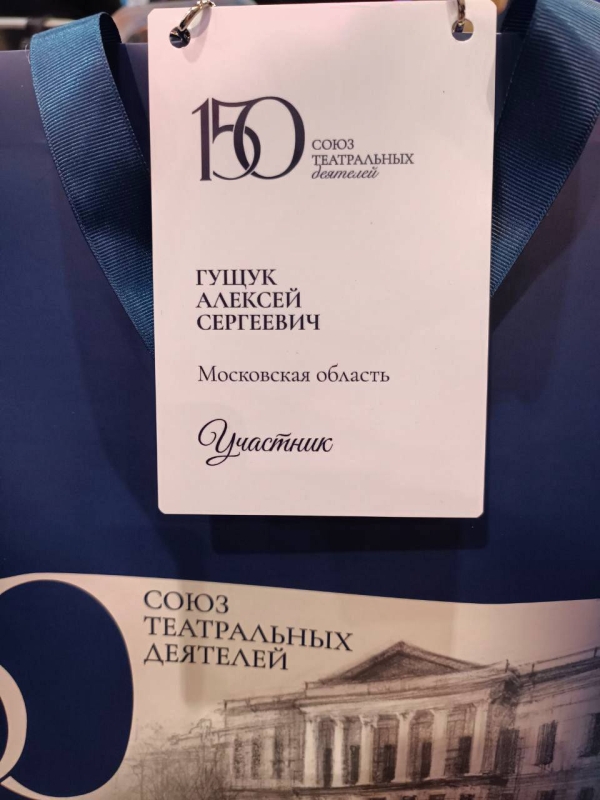 150
СОЮЗ
ТЕАТРАЛЬНЫХ
деятелей
ГУЩУК
АЛЕКСЕЙ
СЕРГЕЕВИЧ
Московская область
Участник
СОЮЗ
ТЕАТРАЛЬНЫХ
ДЕЯТЕЛЕЙ